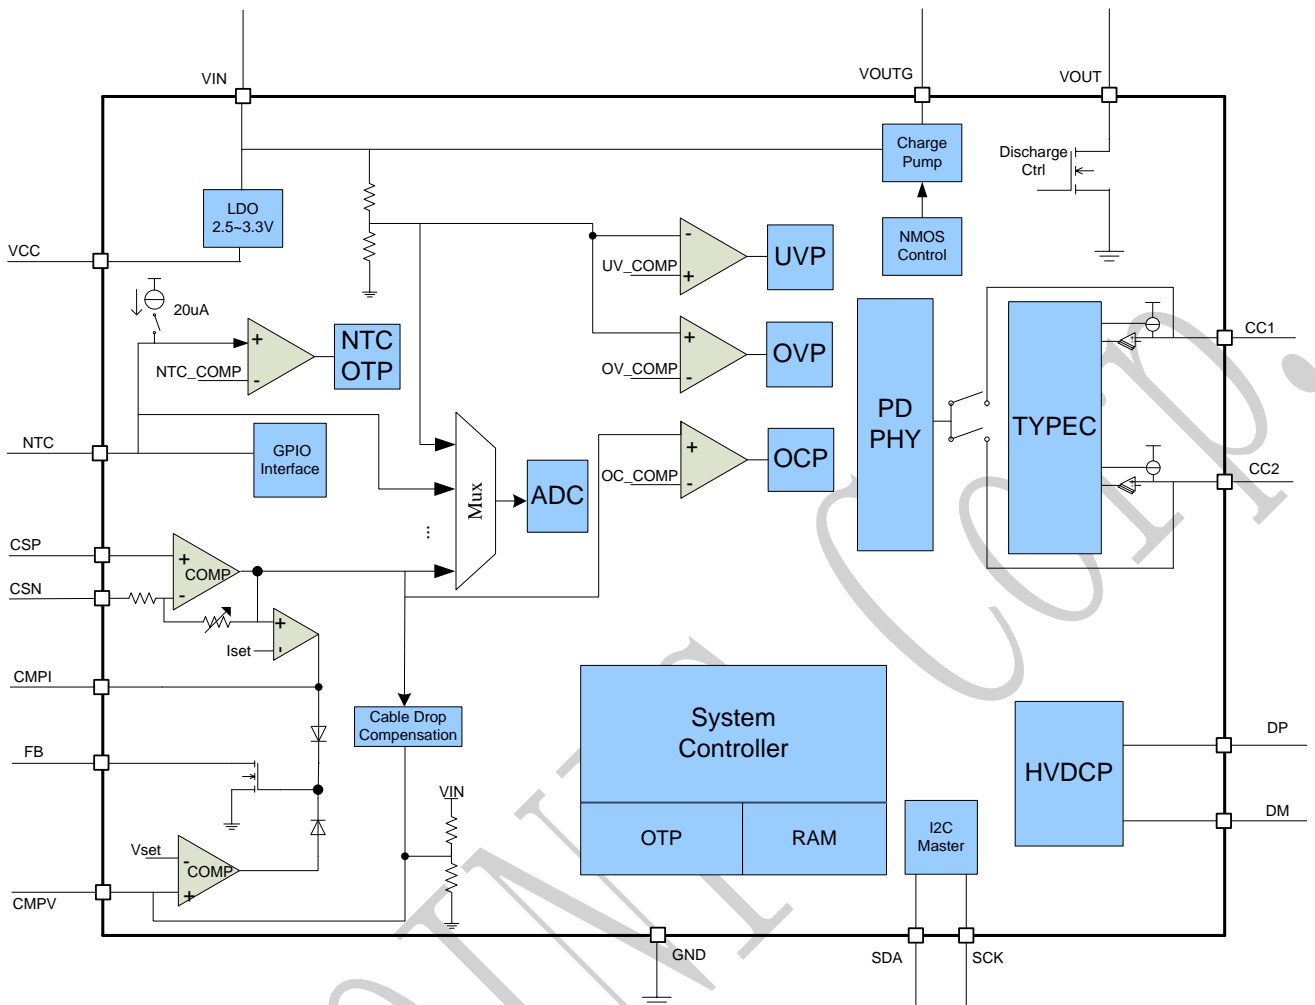 VIN
VOUTG
VOUT
Charge
Pump
Discharge
Ctrl
LDO
2.5~3.3V
VCC
NMOS
Control
UV_COMP
-
+
UVP
20uA
NTC_COMP
+
-
NTC
OTP
OV_COMP
+
-
OVP
CC1
PD
PHY
TYPEC
NTC
GPIO
Interface
Mux
ADC
...
OC_COMP
+
-
OCP
CC2
CSP
CSN
+
-
COMP
Iset
+
-
CMPI
Cable Drop
Compensation
System
Controller
OTP
RAM
HVDCP
DP
DM
FB
VIN
I2C
Master
Vset
-
+
COMP
CMPV
GND
SDA
SCK
Corp.